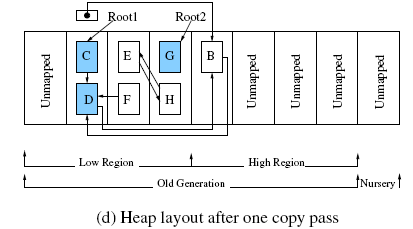 Root1 Root2
Unmapped C E G B Unmapped Unmapped Unmapped Unmapped
D F H
Low Region High Region
Old Generation Nursery
(d) Heap layout after one copy pass